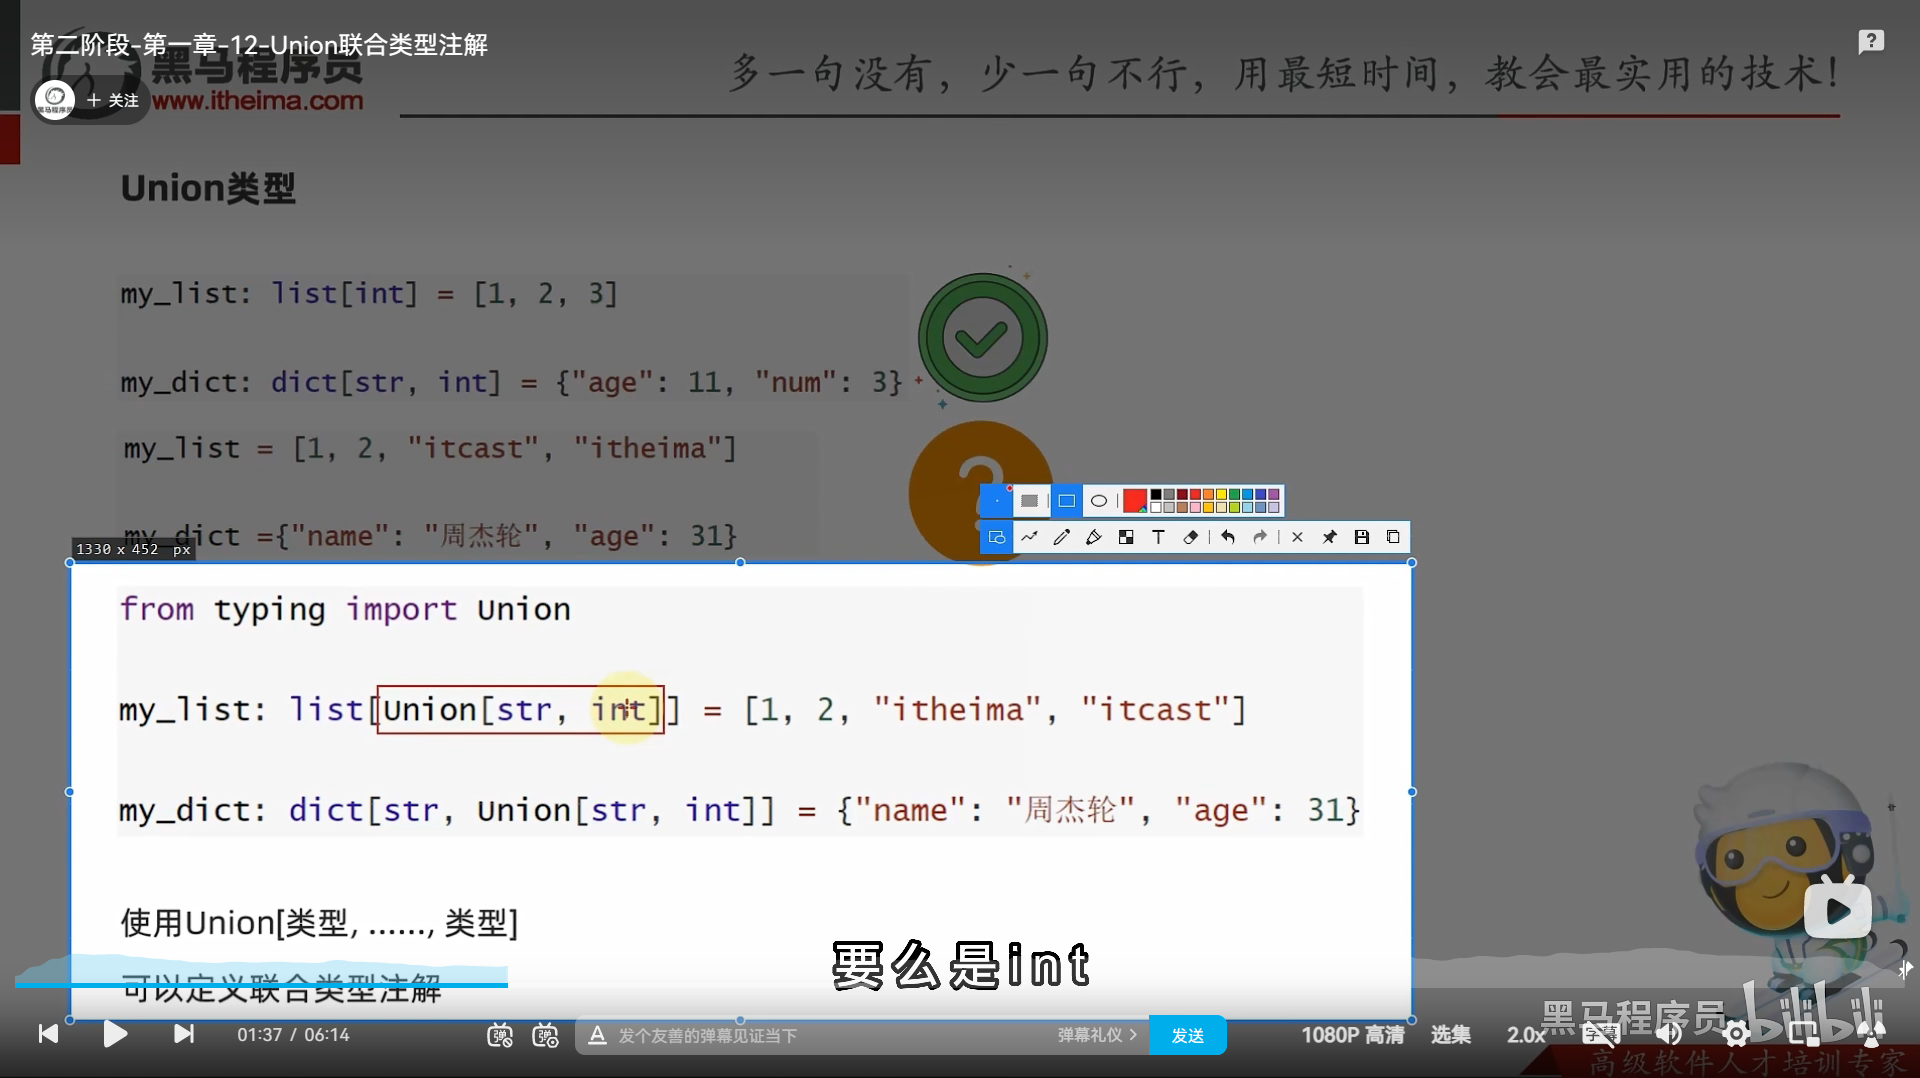 第二阶段-第一章-12-Union联合类型注解
黑马程序员
www.itheima.com
+ 关注
多一句没有，少一句不行，用最短时间，教会最实用的技术！
Union类型
my_list: list[int] = [1, 2, 3]
my_dict: dict[str, int] = {"age": 11, "num": 3}
my_list = [1, 2, "itcast", "itheima"]
my_dict ={"name": "周杰轮", "age": 31}
1330 x 452 px
from typing import Union
my_list: list[Union[str, int]] = [1, 2, "itheima", "itcast"]
my_dict: dict[str, Union[str, int]] = {"name": "周杰轮", "age": 31}
使用Union[类型, ......, 类型]
可以定义联合类型注解
要么是int
01:37 / 06:14
发个友善的弹幕见证当下
弹幕礼仪
发送
1080P 高清
选集
2.0x
字幕
黑马程序员
bilibili
高级软件人才培训专家